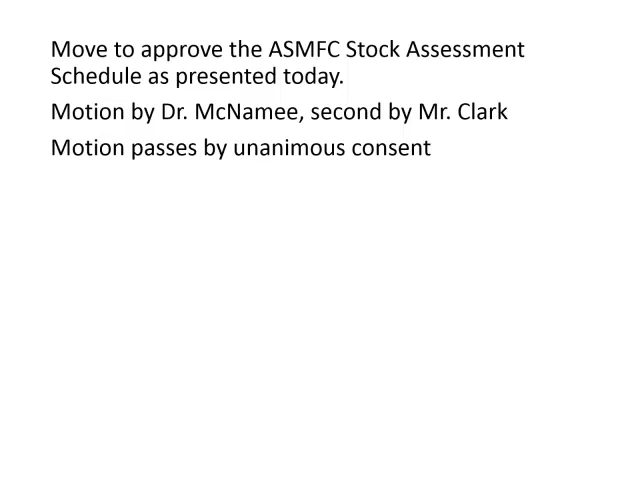 Move to approve the ASMFC Stock Assessment
Schedule as presented today.
Motion by Dr. McNamee, second by Mr. Clark
Motion passes by unanimous consent